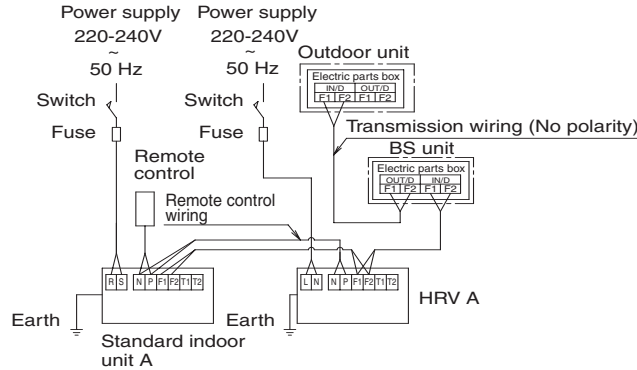 Power supply
220-240V
~
50 Hz
Switch
Fuse
Power supply
220-240V
~
50 Hz
Switch
Fuse
Outdoor unit
Electric parts box
IN/D OUT/D
F1 F2 F1 F2
Transmission wiring (No polarity)
BS unit
Electric parts box
OUT/D IN/D
F1 F2 F1 F2
Remote
control
Remote control
wiring
R S N P F1 F2 T1 T2
L N N P F1 F2 T1 T2
HRV A
Earth
Earth
Standard indoor
unit A